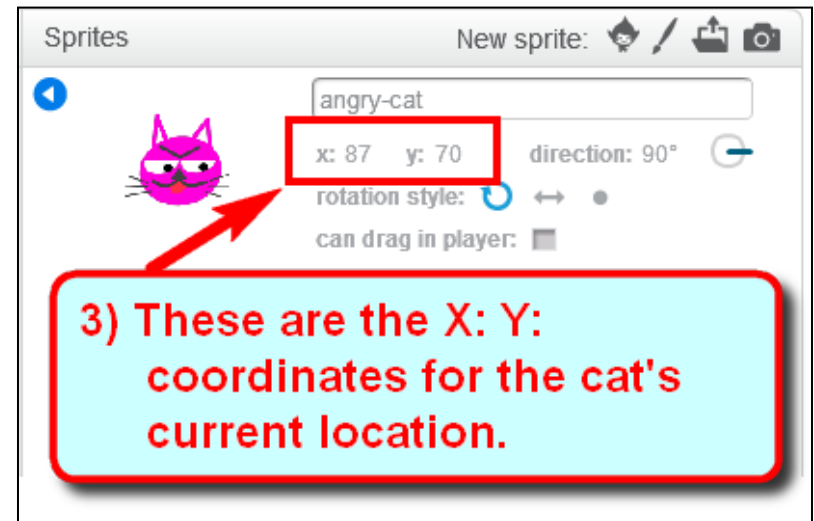 Sprites New sprite:
angry-cat
x: 87 y: 70 direction: 90°
rotation style:
can drag in player:
3) These are the X: Y:
coordinates for the cat's
current location.